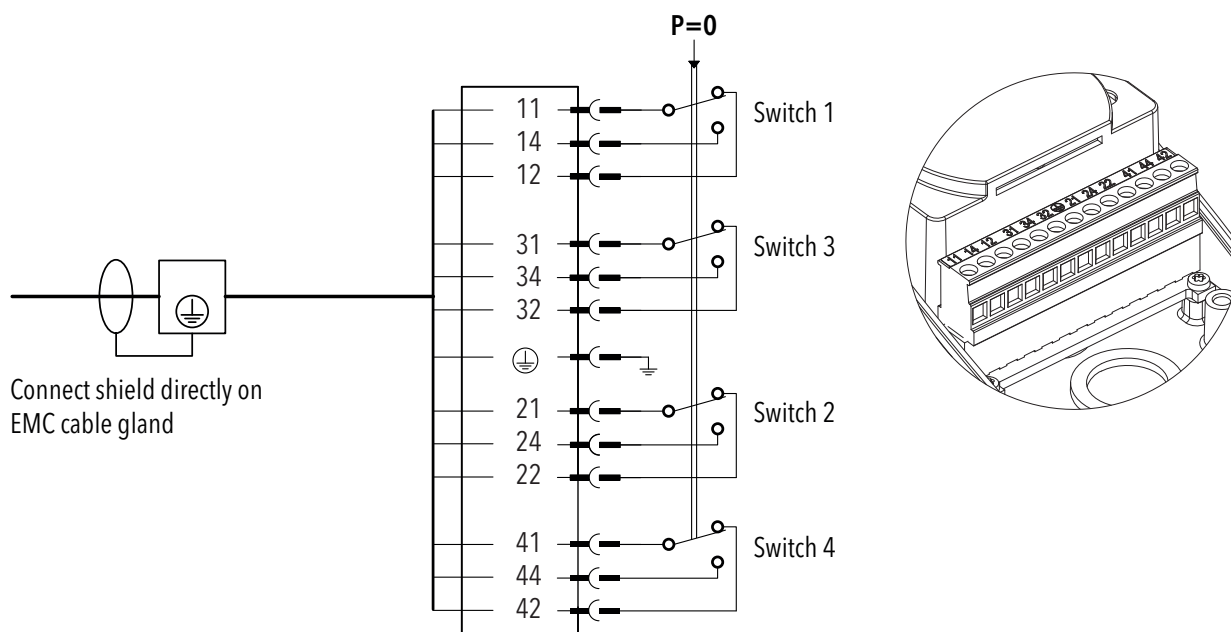 P=0
11
14
12
Switch 1
31
34
32
Switch 3
21
24
22
Switch 2
41
44
42
Switch 4
Connect shield directly on
EMC cable gland
11 14 12 31 34 32 21 24 22 41 44 42